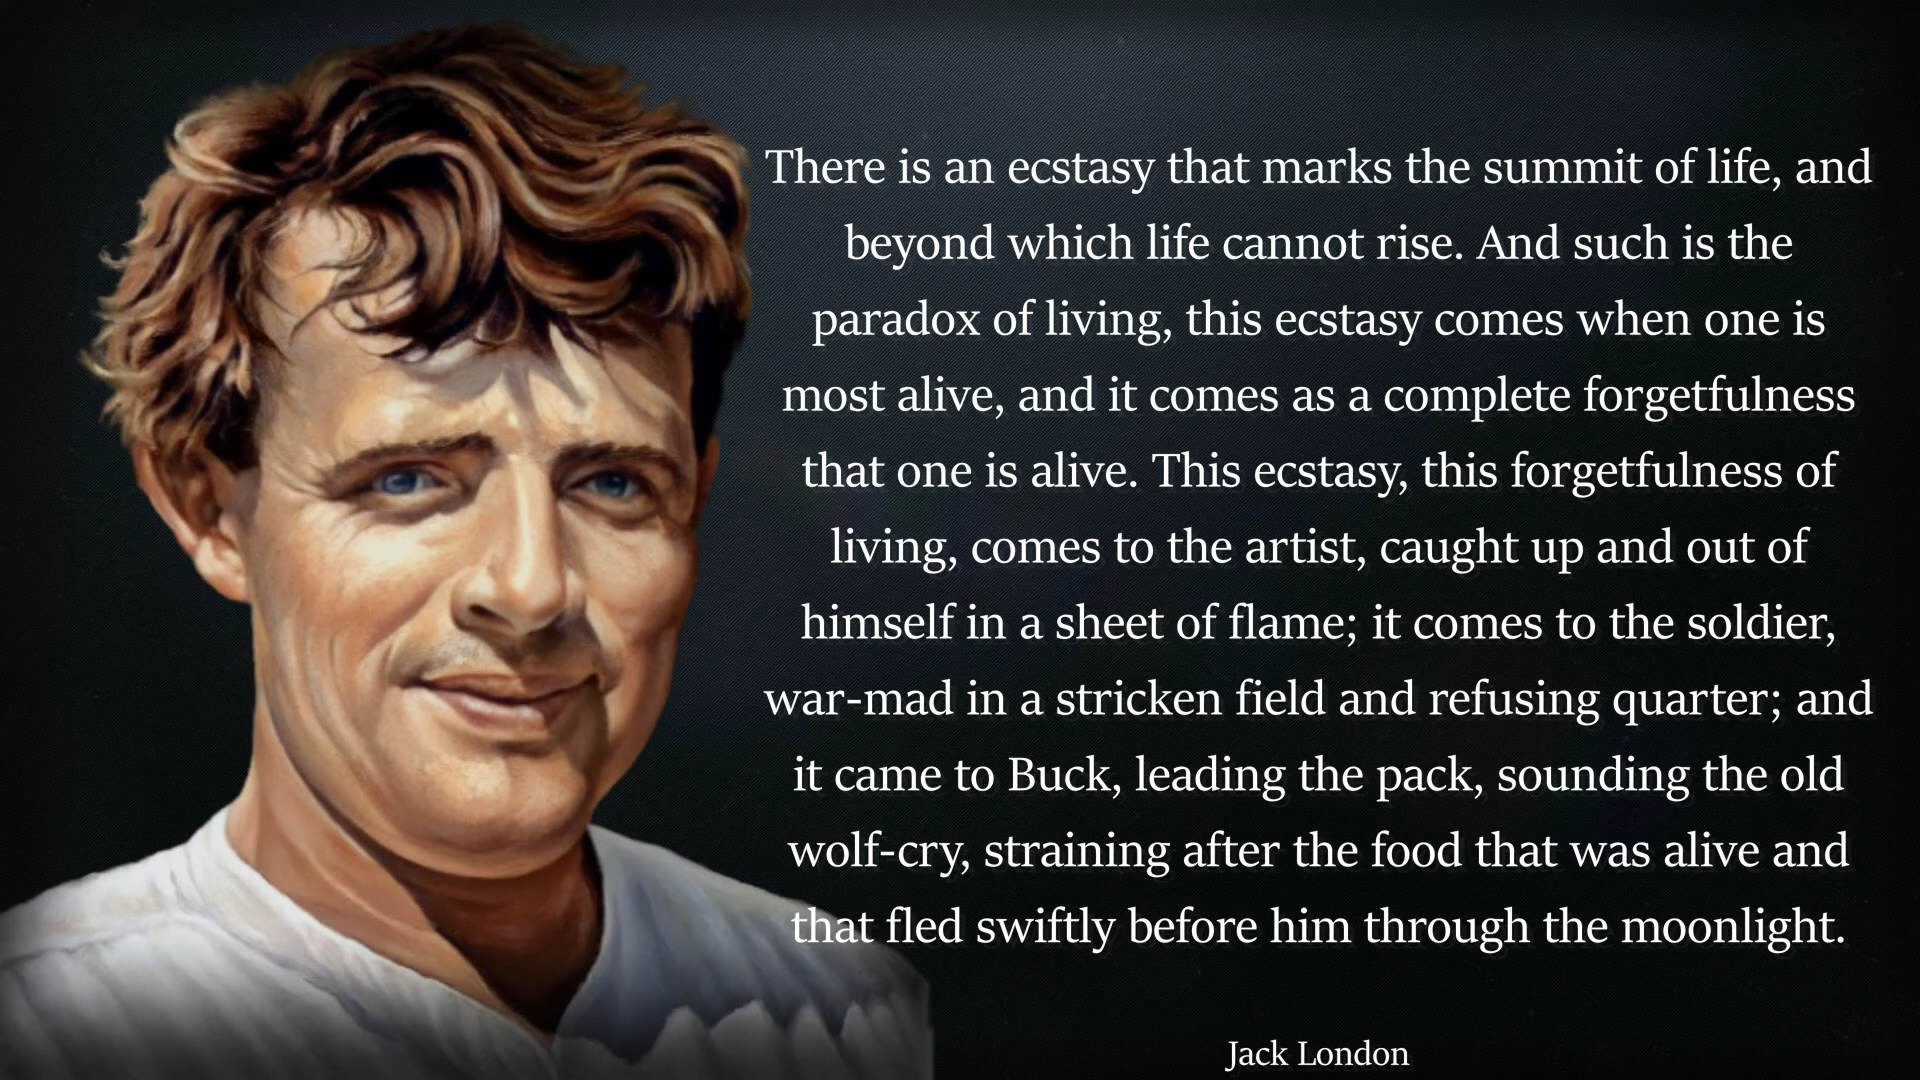 There is an ecstasy that marks the summit of life, and
beyond which life cannot rise. And such is the
paradox of living, this ecstasy comes when one is
most alive, and it comes as a complete forgetfulness
that one is alive. This ecstasy, this forgetfulness of
living, comes to the artist, caught up and out of
himself in a sheet of flame; it comes to the soldier,
war-mad in a stricken field and refusing quarter; and
it came to Buck, leading the pack, sounding the old
wolf-cry, straining after the food that was alive and
that fled swiftly before him through the moonlight.
Jack London